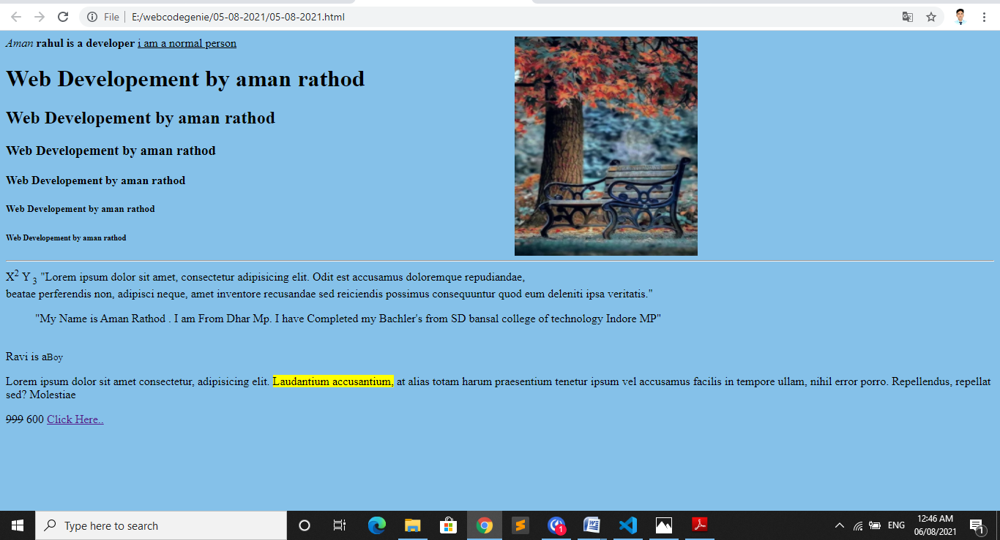 File | E:/webcodegenie/05-08-2021/05-08-2021.html
Aman rahul is a developer i am a normal person
Web Developement by aman rathod
Web Developement by aman rathod
Web Developement by aman rathod
Web Developement by aman rathod
Web Developement by aman rathod
Web Developement by aman rathod
X2 Y 3 "Lorem ipsum dolor sit amet, consectetur adipisicing elit. Odit est accusamus doloremque repudiandae,
beatae perferendis non, adipisci neque, amet inventore recusandae sed reiciendis possimus consequuntur quod eum deleniti ipsa veritatis."
"My Name is Aman Rathod . I am From Dhar Mp. I have Completed my Bachler's from SD bansal college of technology Indore MP"
Ravi is aBoy
Lorem ipsum dolor sit amet consectetur, adipisicing elit. Laudantium accusantium, at alias totam harum praesentium tenetur ipsum vel accusamus facilis in tempore ullam, nihil error porro. Repellendus, repellat
sed? Molestiae
999 600 Click Here..
Type here to search
1
W
ENG
12:46 AM
06/08/2021
1